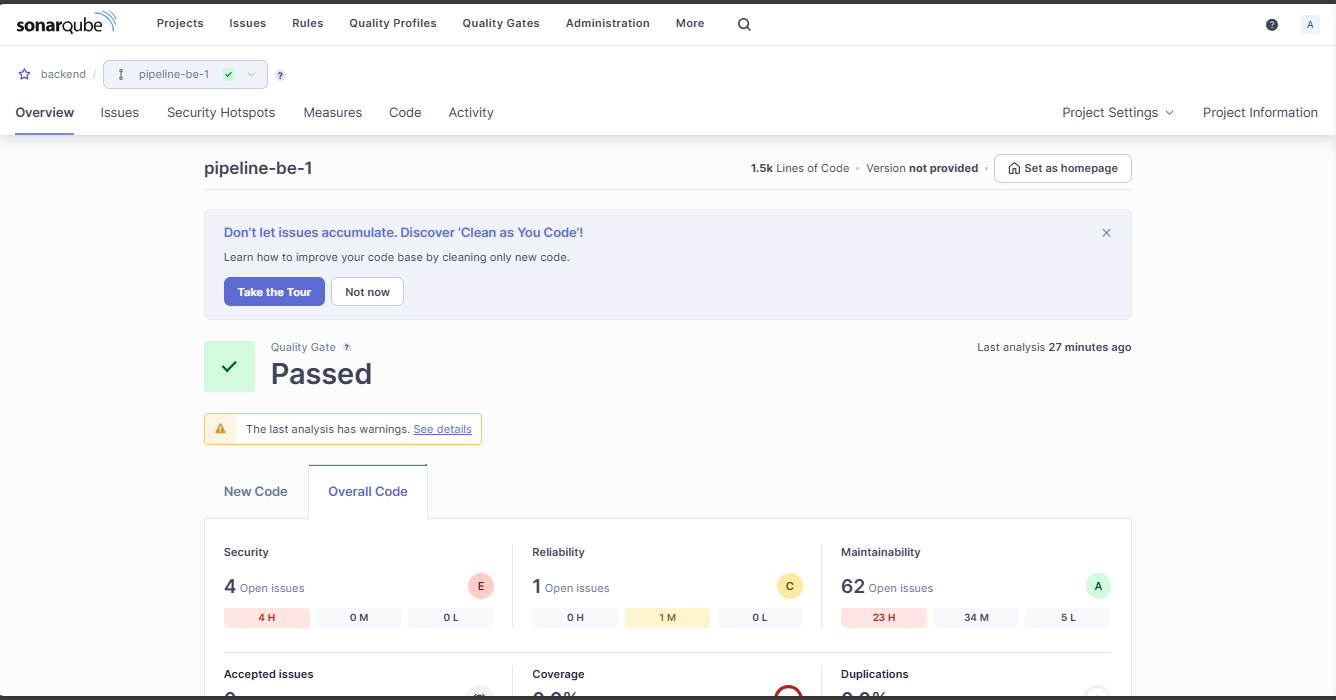 sonarqube Projects Issues Rules Quality Profiles Quality Gates Administration More ? A
backend / pipeline-be-1 ?
Overview Issues Security Hotspots Measures Code Activity Project Settings Project Information
pipeline-be-1 1.5k Lines of Code • Version not provided • Set as homepage
Don't let issues accumulate. Discover 'Clean as You Code'!
Learn how to improve your code base by cleaning only new code.
Take the Tour Not now
Quality Gate ? Last analysis 27 minutes ago
Passed
The last analysis has warnings. See details
New Code Overall Code
Security Reliability Maintainability
4 Open issues E 1 Open issues C 62 Open issues A
4 H 0 M 0 L 0 H 1 M 0 L 23 H 34 M 5 L
Accepted issues Coverage Duplications